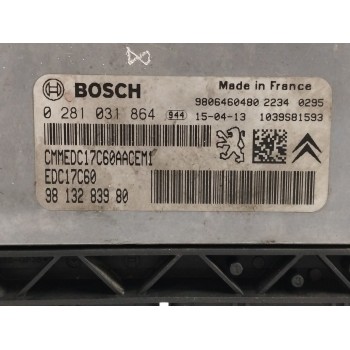 BOSCH
Made in France
9806460480 2234 0295
0 281 031 864 944 15-04-13 1039S81593
CMMEDC17C60AACEM1
EDC17C60
98 132 839 80